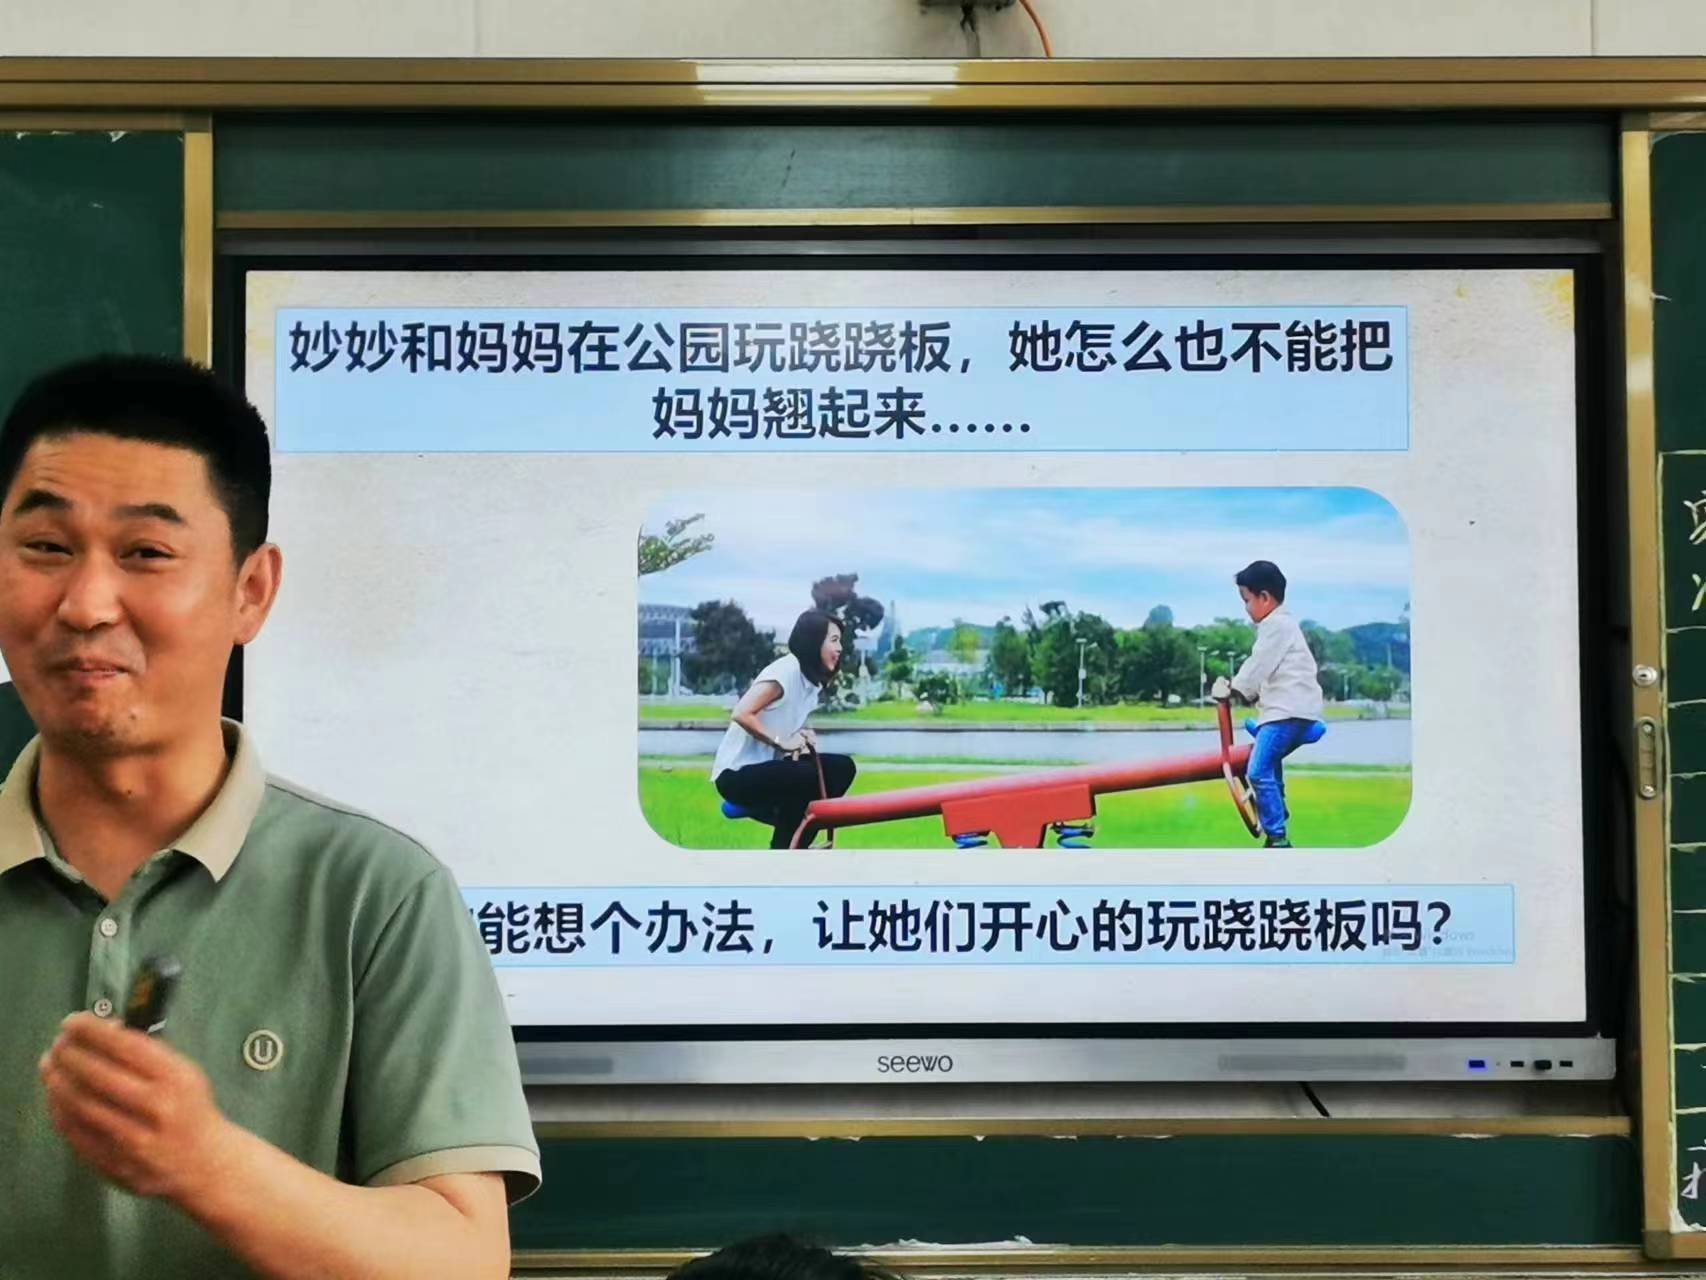 妙妙和妈妈在公园玩跷跷板，她怎么也不能把
妈妈翘起来……
能想个办法，让她们开心的玩跷跷板吗？
U
seewo